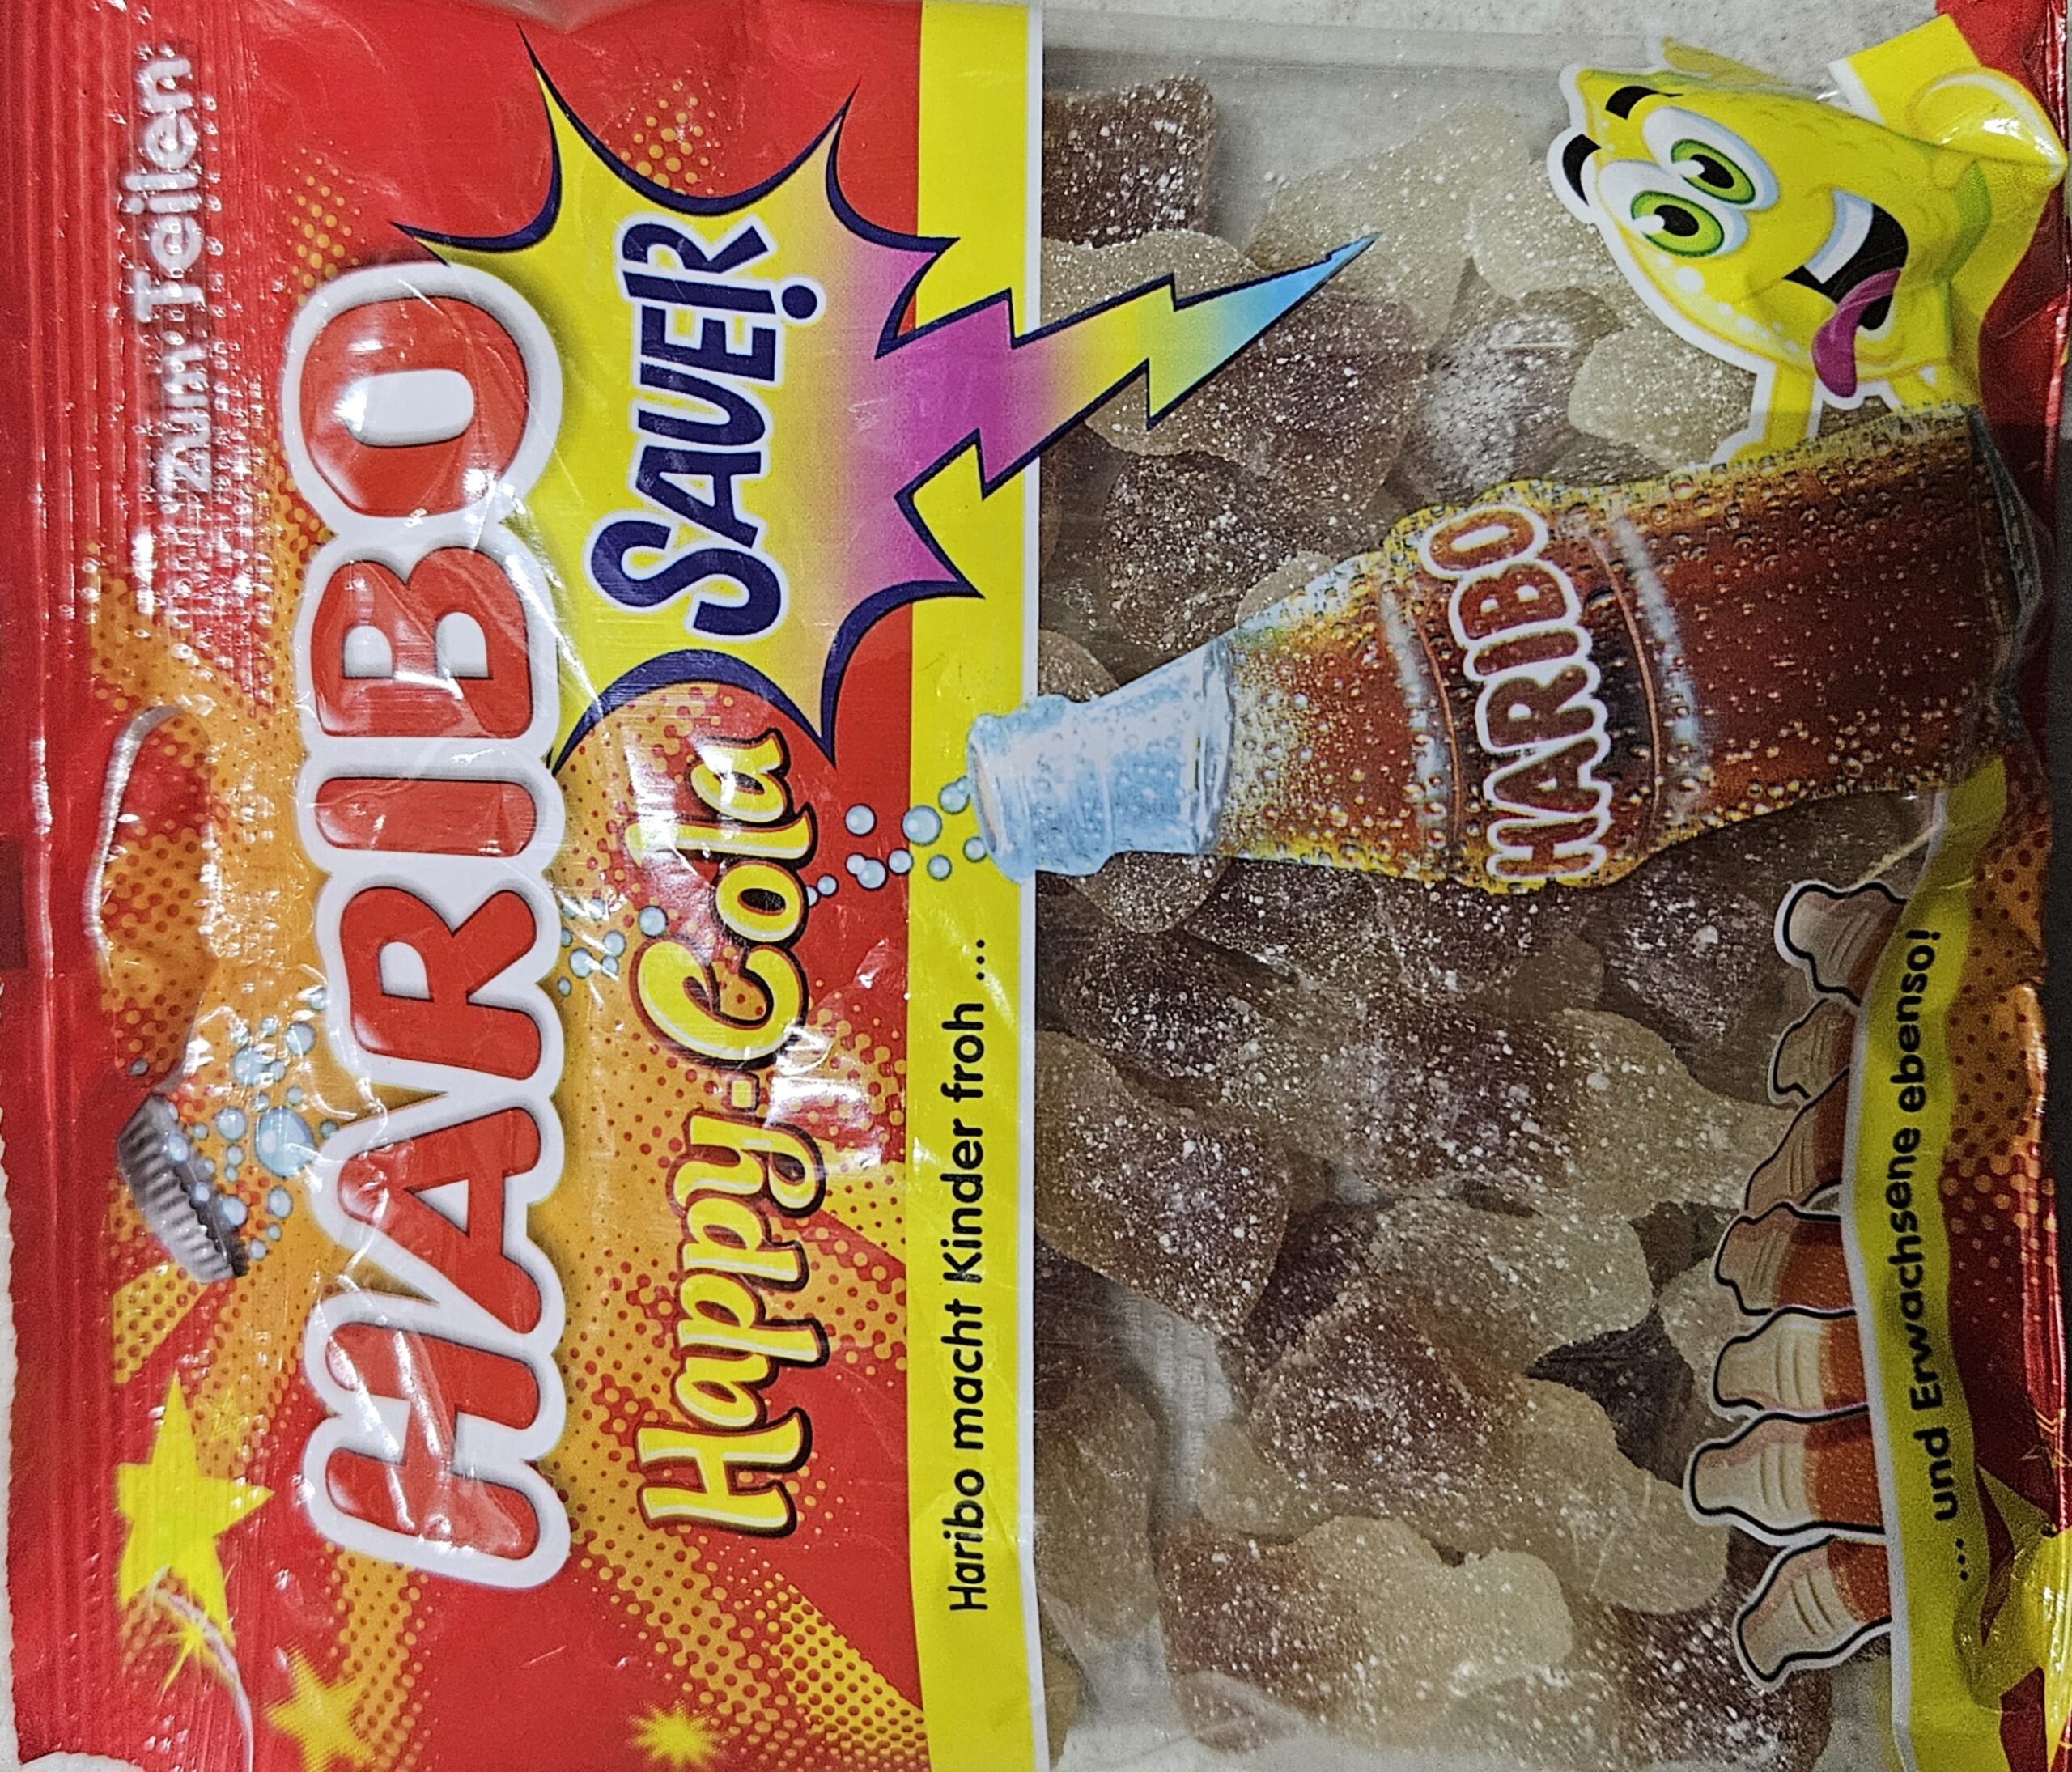 zum Teilen
HARIBO
SAUER
Happy-Cola
Haribo macht Kinder froh ...
HARIBO
... und Erwachsene ebenso!